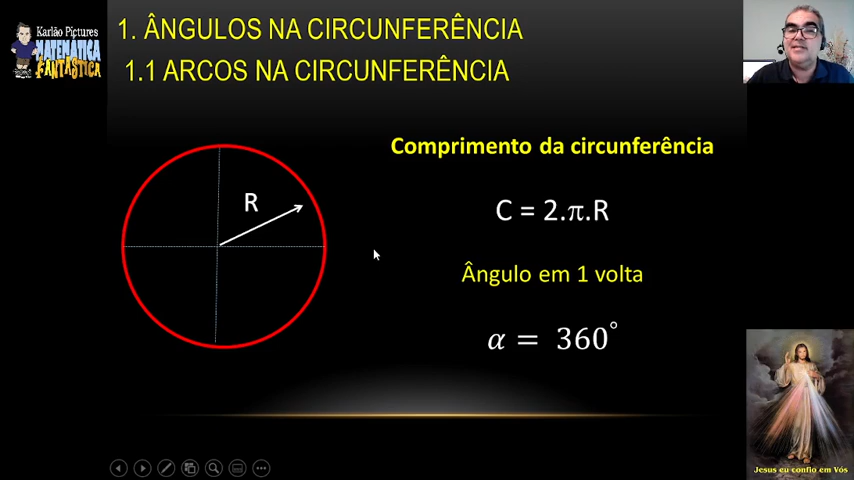 Karlão Pictures
MATEMÁTICA
FANTÁSTICA
1. ÂNGULOS NA CIRCUNFERÊNCIA
1.1 ARCOS NA CIRCUNFERÊNCIA
R
Comprimento da circunferência
C = 2.π.R
Ângulo em 1 volta
α = 360°
Jesus eu confio em Vós